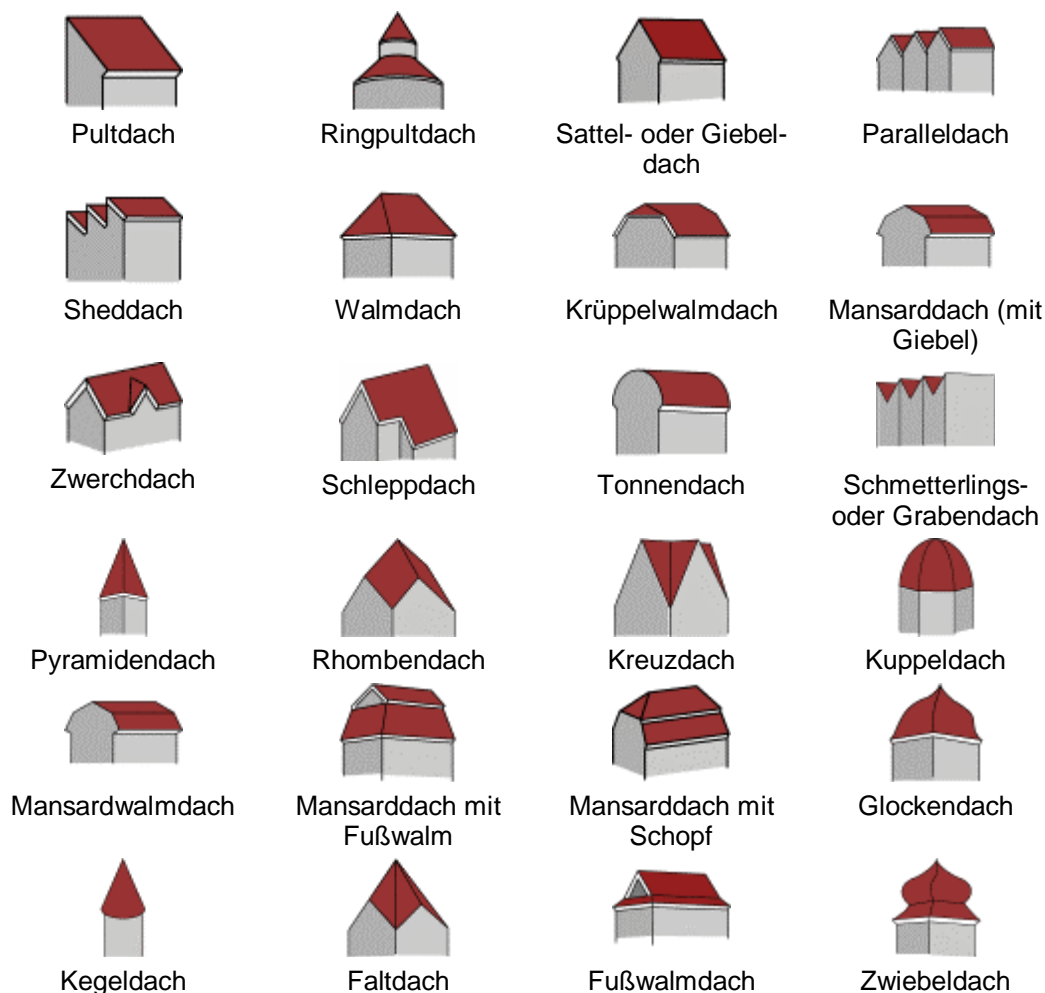 Pultdach
Ringpultdach
Sattel- oder Giebel-
dach
Paralleldach
Sheddach
Walmdach
Krüppelwalmdach
Mansarddach (mit
Giebel)
Zwerchdach
Schleppdach
Tonnendach
Schmetterlings-
oder Grabendach
Pyramidendach
Rhombendach
Kreuzdach
Kuppeldach
Mansardwalmdach
Mansarddach mit
Fußwalm
Mansarddach mit
Schopf
Glockendach
Kegeldach
Faltdach
Fußwalmdach
Zwiebeldach